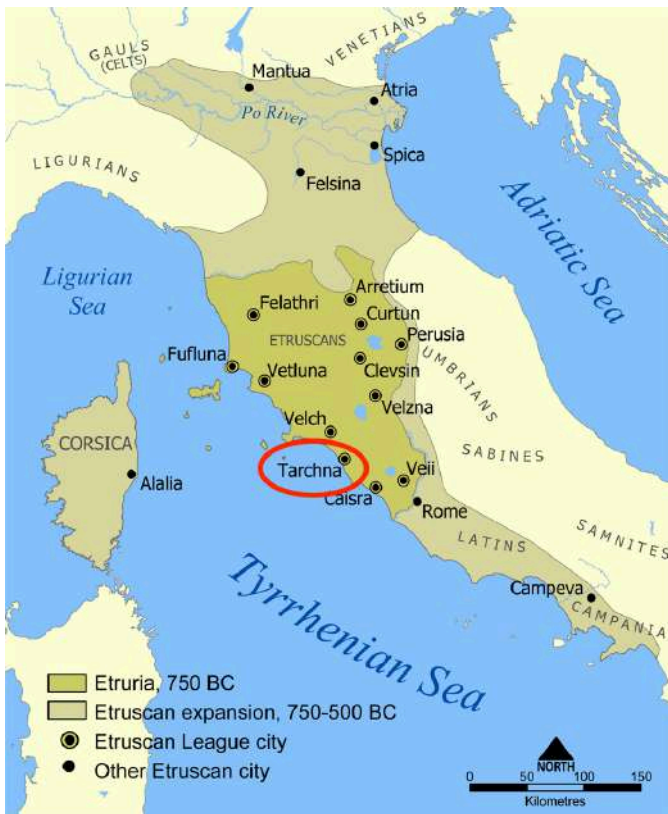 GAULS
(CELTS)
VENETIANS
Mantua
Atria
Po River
Spica
LIGURIANS
Felsina
Adriatic Sea
Ligurian
Sea
Arretium
Felathri
Curtun
ETRUSCANS
Perusia
Fufluna
Clevsin
UMBRIANS
Vetluna
Velzna
Velch
CORSICA
SABINES
Tarchna
Veii
Alalia
Caisra
Rome
SAMNITES
LATINS
Tyrrhenian Sea
Campeva
CAMPANIA
Etruria, 750 BC
Etruscan expansion, 750-500 BC
Etruscan League city
Other Etruscan city
NORTH
0 50 100 150
Kilometres